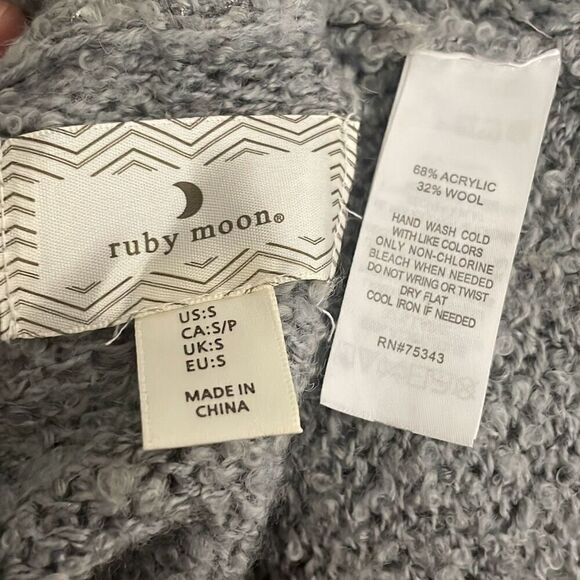 ruby moon®
US:S
CA:S/P
UK:S
EU:S
MADE IN
CHINA
68% ACRYLIC
32% WOOL
HAND WASH COLD
WITH LIKE COLORS
ONLY NON-CHLORINE
BLEACH WHEN NEEDED
DO NOT WRING OR TWIST
DRY FLAT
COOL IRON IF NEEDED
RN#75343